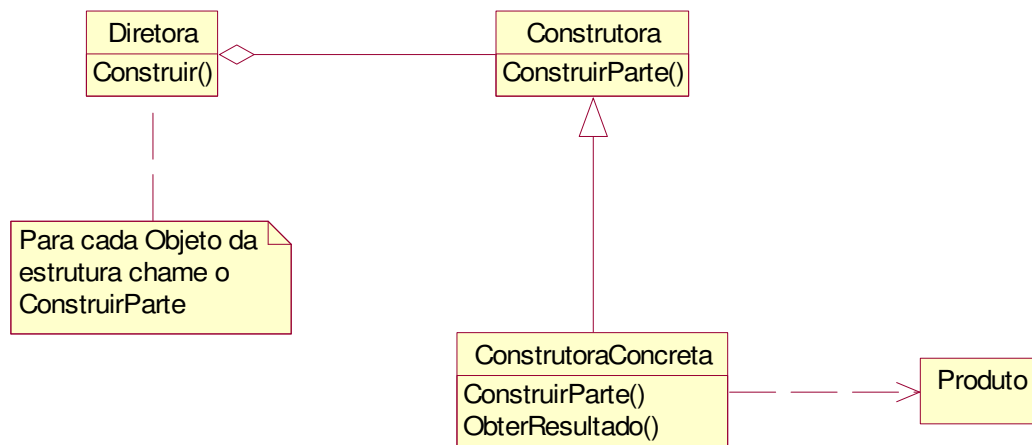 Diretora
Construir()
Construtora
ConstruirParte()
Para cada Objeto da
estrutura chame o
ConstruirParte
ConstrutoraConcreta
ConstruirParte()
ObterResultado()
Produto